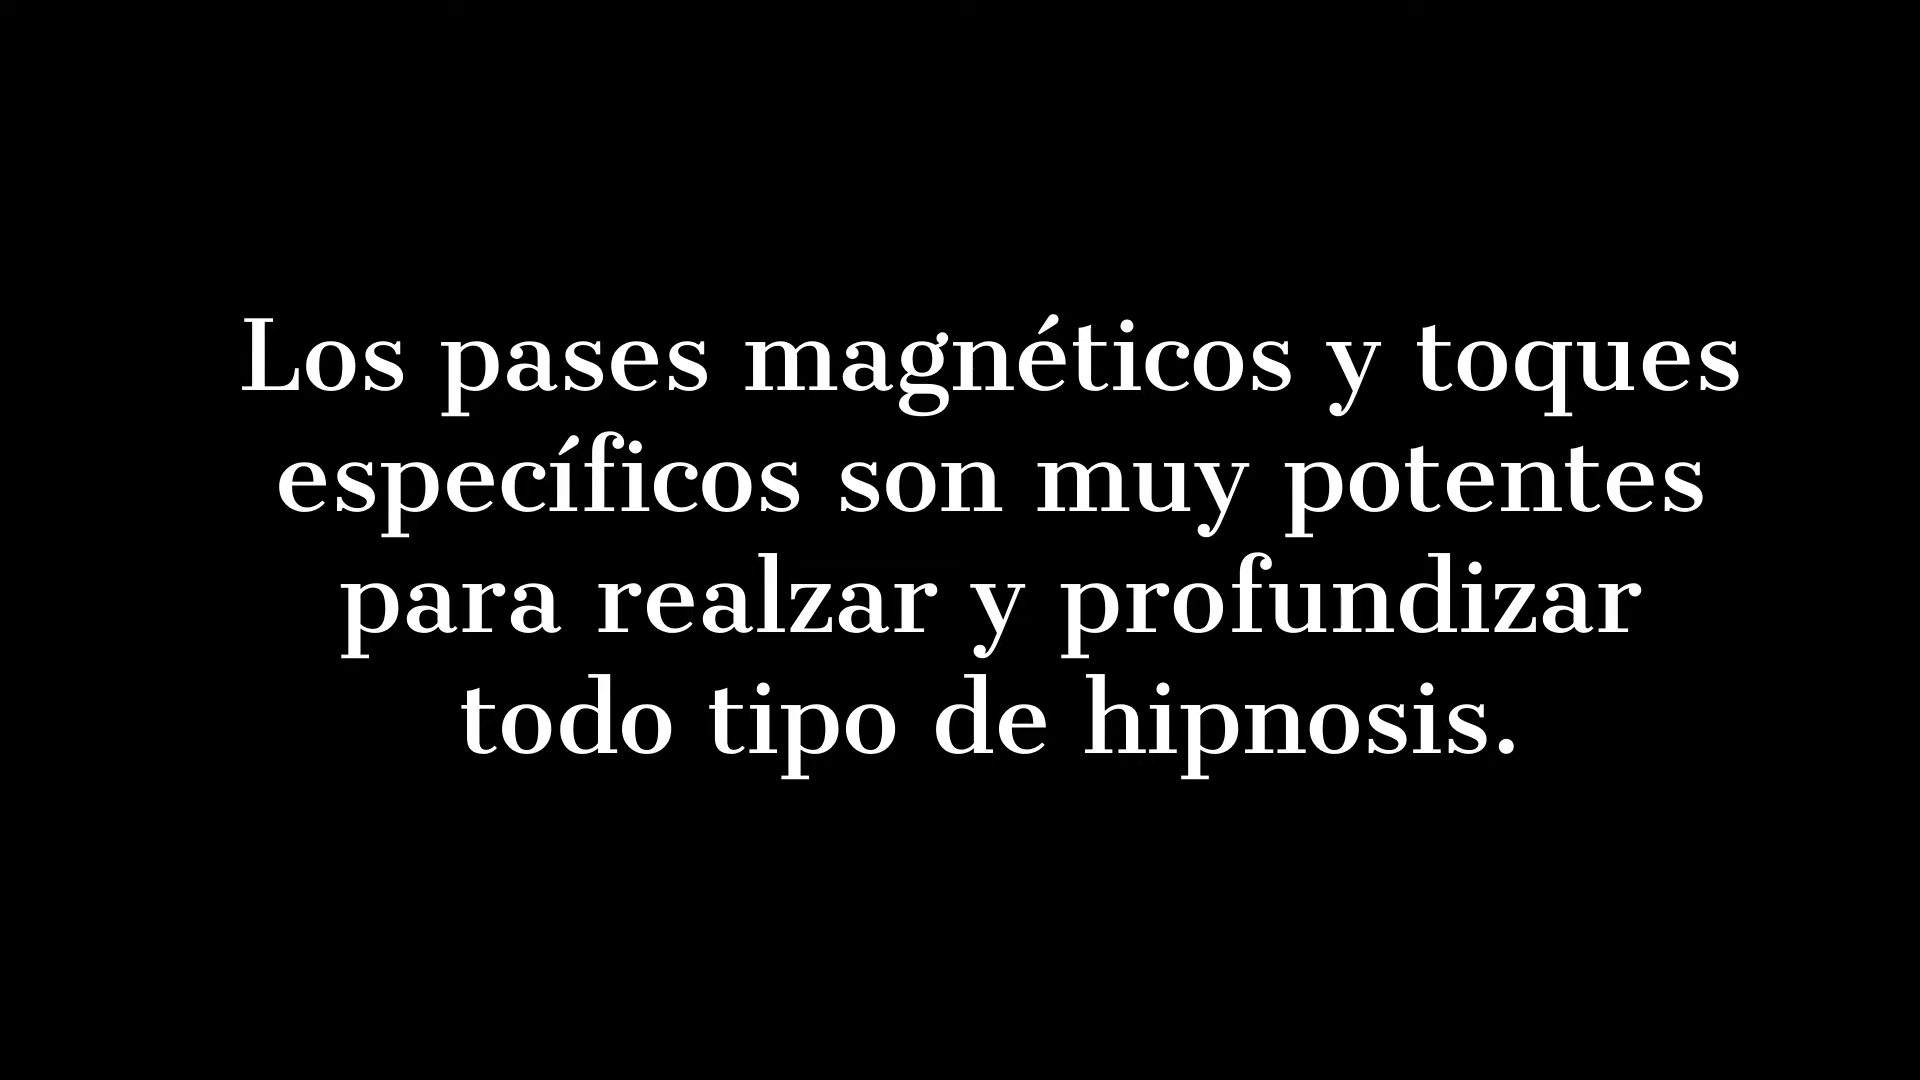 Los pases magnéticos y toques
específicos son muy potentes
para realzar y profundizar
todo tipo de hipnosis.